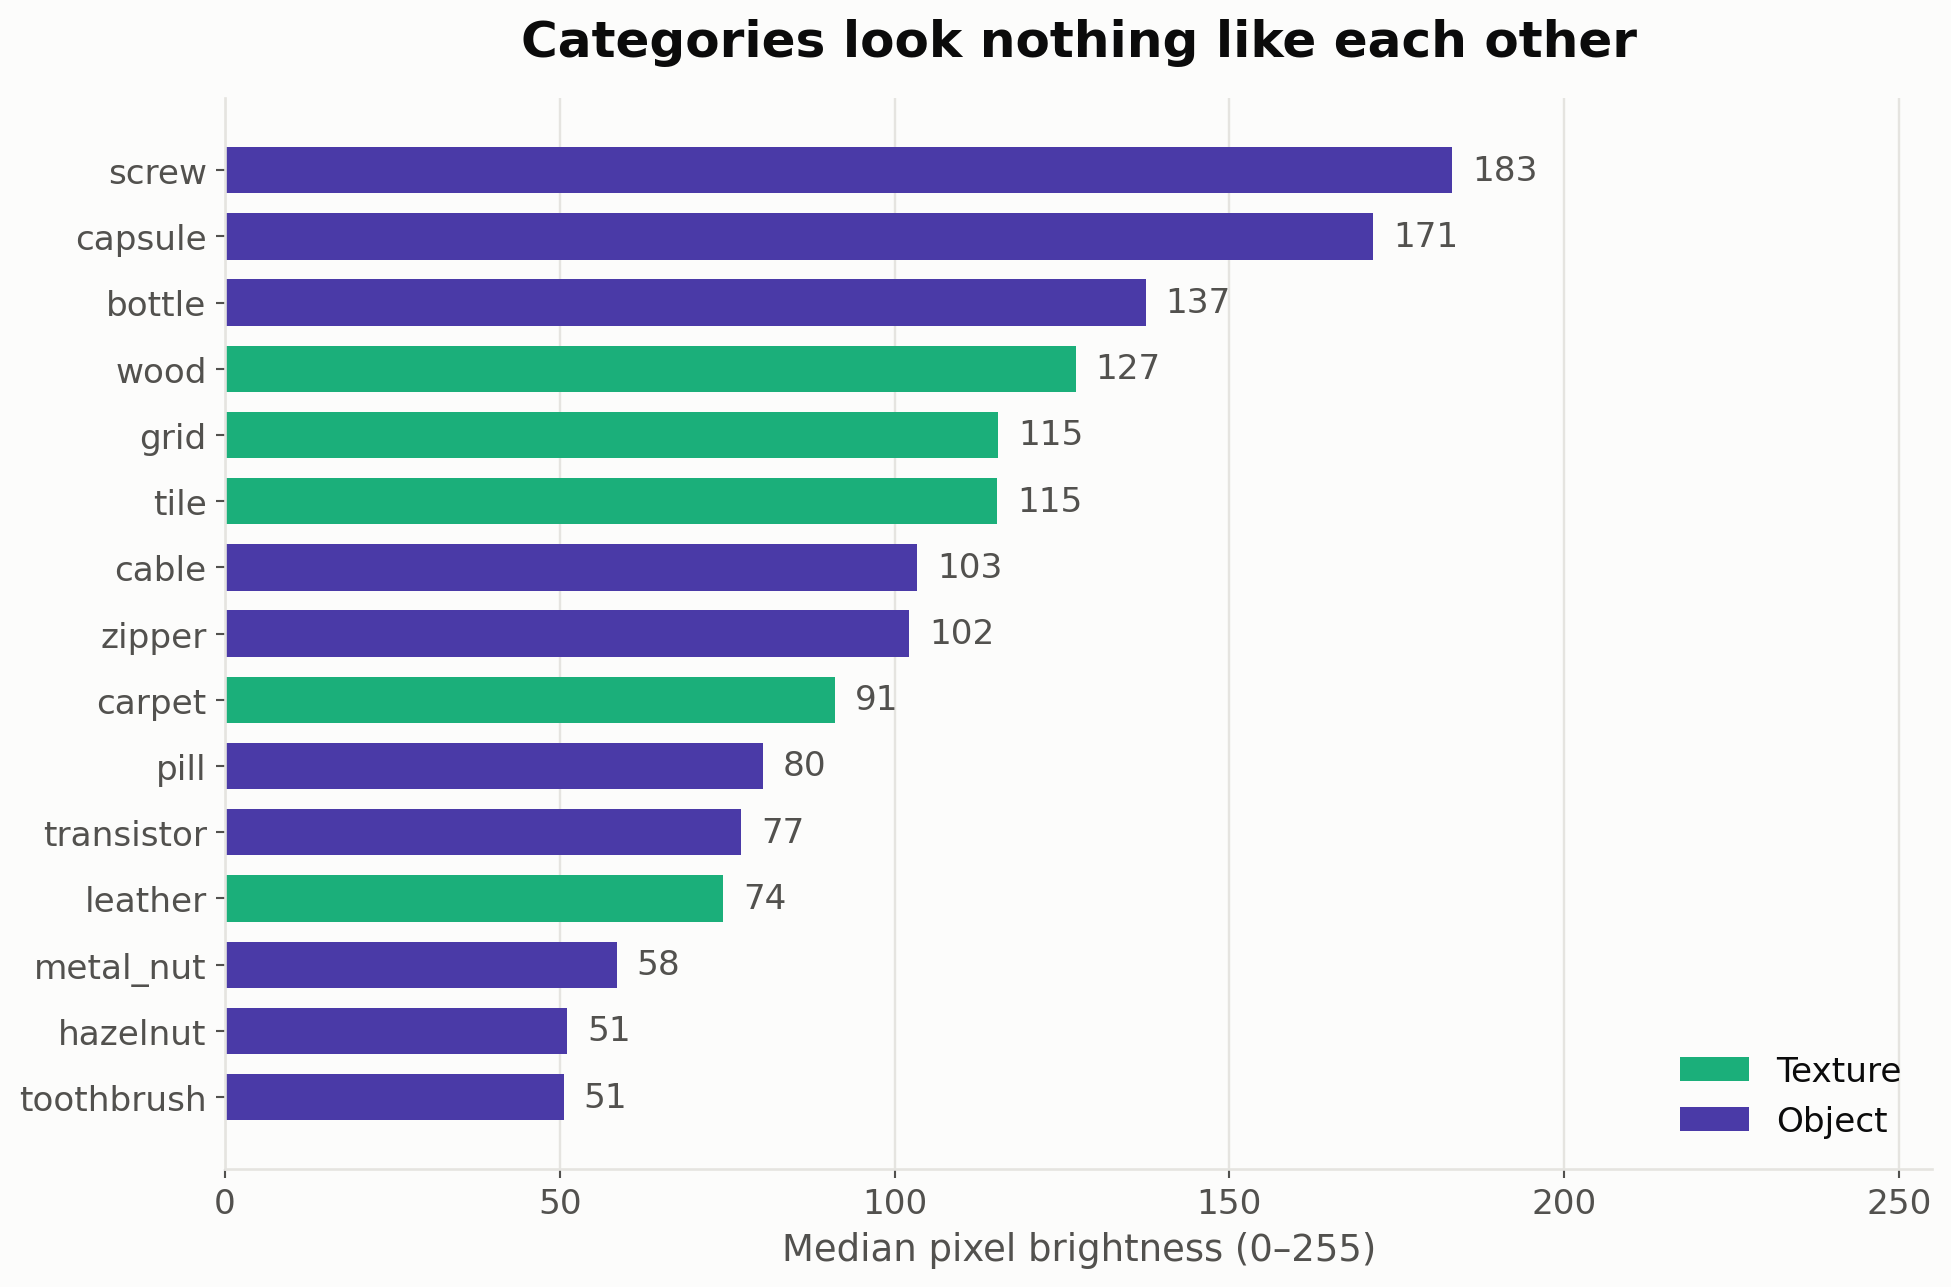 Categories look nothing like each other
screw 183
capsule 171
bottle 137
wood 127
grid 115
tile 115
cable 103
zipper 102
carpet 91
pill 80
transistor 77
leather 74
metal_nut 58
hazelnut 51
toothbrush 51
Texture
Object
0 50 100 150 200 250
Median pixel brightness (0–255)